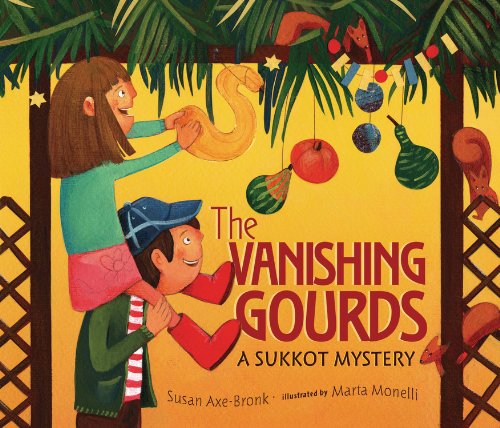 The
VANISHING
GOURDS
A SUKKOT MYSTERY
Susan Axe-Bronk · illustrated by Marta Monelli